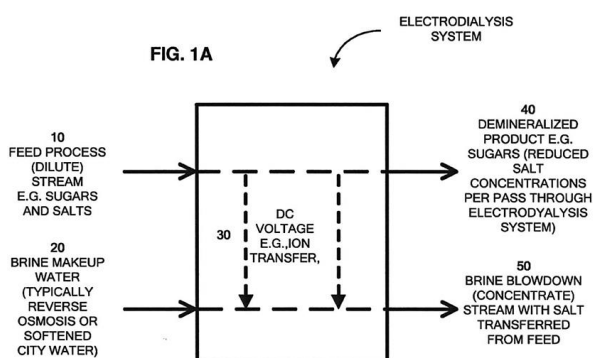 ELECTRODIALYSIS
SYSTEM
FIG. 1A
10
FEED PROCESS
(DILUTE)
STREAM
E.G. SUGARS
AND SALTS
40
DEMINERALIZED
PRODUCT E.G.
SUGARS (REDUCED
SALT
CONCENTRATIONS
PER PASS THROUGH
ELECTRODYALYSIS
SYSTEM)
30
DC
VOLTAGE
E.G.,ION
TRANSFER,
20
BRINE MAKEUP
WATER
(TYPICALLY
REVERSE
OSMOSIS OR
SOFTENED
CITY WATER)
50
BRINE BLOWDOWN
(CONCENTRATE)
STREAM WITH SALT
TRANSFERRED
FROM FEED